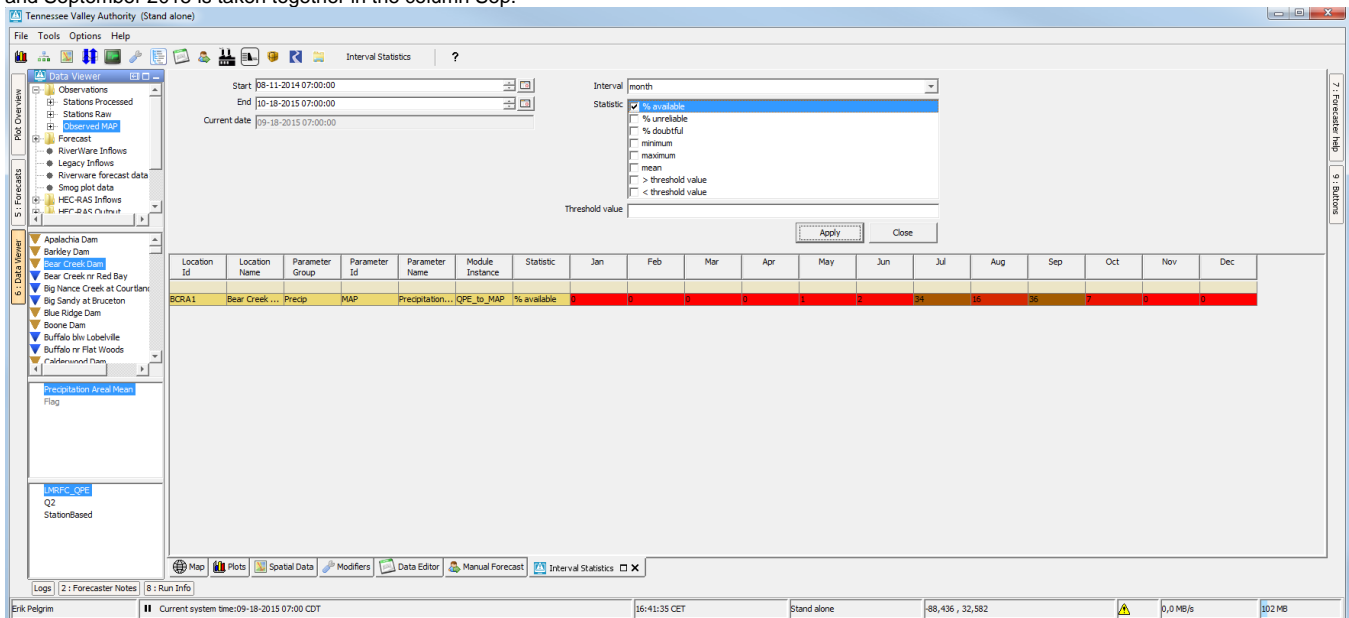 and September 2015 is taken together in the column Sep.
Tennessee Valley Authority (Stand alone)
File Tools Options Help
Interval Statistics ?
Plot Overview
5 : Forecasts
6 : Data Viewer
Data Viewer
Observations
Stations Processed
Stations Raw
Observed MAP
Forecast
RiverWare Inflows
Legacy Inflows
Riverware forecast data
Smog plot data
HEC-RAS Inflows
HEC-RAS Output
Apalachia Dam
Barkley Dam
Bear Creek Dam
Bear Creek nr Red Bay
Big Nance Creek at Courtland
Big Sandy at Bruceton
Blue Ridge Dam
Boone Dam
Buffalo blw Lobelville
Buffalo nr Flat Woods
Calderwood Dam
Precipitation Areal Mean
Flag
LMRFC_QPE
Q2
StationBased
Start 08-11-2014 07:00:00
End 10-18-2015 07:00:00
Current date 09-18-2015 07:00:00
Interval month
Statistic % available
% unreliable
% doubtful
minimum
maximum
mean
> threshold value
< threshold value
Threshold value
Apply Close
7 : Forecaster help
9 : Buttons
Location Id Location Name Parameter Group Parameter Id Parameter Name Module Instance Statistic Jan Feb Mar Apr May Jun Jul Aug Sep Oct Nov Dec
BCRA1 Bear Creek ... Precip MAP Precipitation... QPE_to_MAP % available 0 0 0 0 1 2 34 16 36 7 0 0
Map Plots Spatial Data Modifiers Data Editor Manual Forecast Interval Statistics
Logs 2 : Forecaster Notes 8 : Run Info
Erik Pelgrim Current system time:09-18-2015 07:00 CDT 16:41:35 CET Stand alone -88,436 , 32,582 0,0 MB/s 102 MB